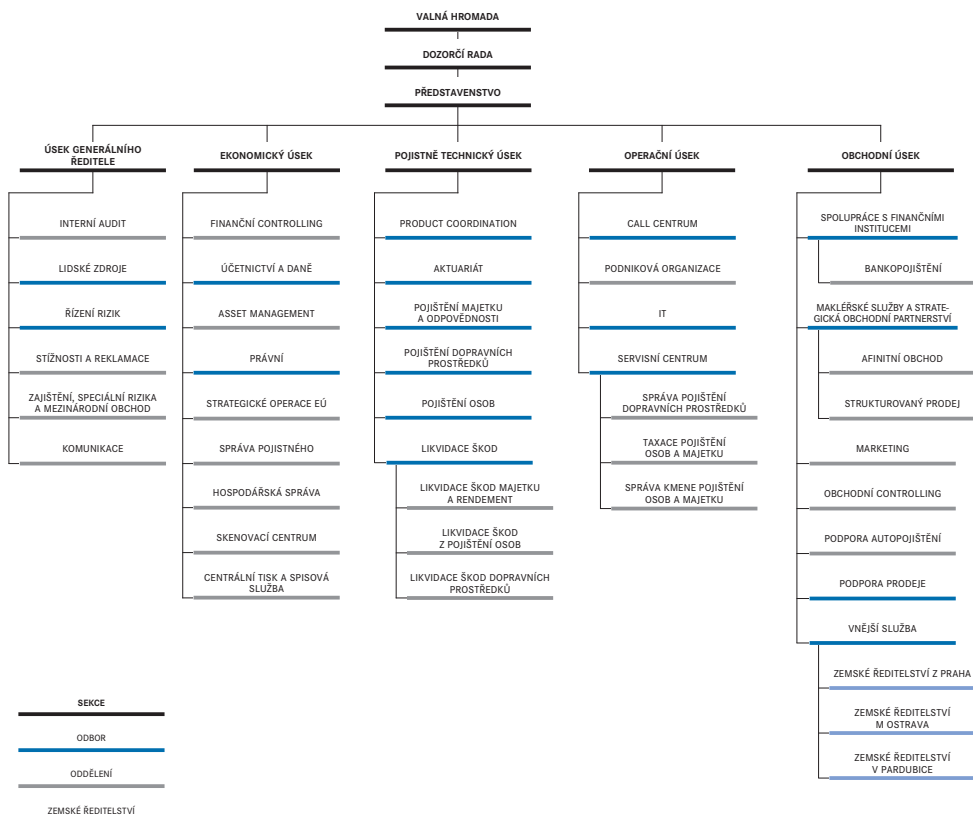 VALNÁ HROMADA
DOZORČÍ RADA
PŘEDSTAVENSTVO
ÚSEK GENERÁLNÍHO
ŘEDITELE
INTERNÍ AUDIT
LIDSKÉ ZDROJE
ŘÍZENÍ RIZIK
STÍŽNOSTI A REKLAMACE
ZAJIŠTĚNÍ, SPECIÁLNÍ RIZIKA
A MEZINÁRODNÍ OBCHOD
KOMUNIKACE
EKONOMICKÝ ÚSEK
FINANČNÍ CONTROLLING
ÚČETNICTVÍ A DANĚ
ASSET MANAGEMENT
PRÁVNÍ
STRATEGICKÉ OPERACE EÚ
SPRÁVA POJISTNÉHO
HOSPODÁŘSKÁ SPRÁVA
SKENOVACÍ CENTRUM
CENTRÁLNÍ TISK A SPISOVÁ
SLUŽBA
POJISTNĚ TECHNICKÝ ÚSEK
PRODUCT COORDINATION
AKTUARIÁT
POJIŠTĚNÍ MAJETKU
A ODPOVĚDNOSTI
POJIŠTĚNÍ DOPRAVNÍCH
PROSTŘEDKŮ
POJIŠTĚNÍ OSOB
LIKVIDACE ŠKOD
LIKVIDACE ŠKOD MAJETKU
A RENDEMENT
LIKVIDACE ŠKOD
Z POJIŠTĚNÍ OSOB
LIKVIDACE ŠKOD DOPRAVNÍCH
PROSTŘEDKŮ
OPERAČNÍ ÚSEK
CALL CENTRUM
PODNIKOVÁ ORGANIZACE
IT
SERVISNÍ CENTRUM
SPRÁVA POJIŠTĚNÍ
DOPRAVNÍCH PROSTŘEDKŮ
TAXACE POJIŠTĚNÍ
OSOB A MAJETKU
SPRÁVA KMENE POJIŠTĚNÍ
OSOB A MAJETKU
OBCHODNÍ ÚSEK
SPOLUPRÁCE S FINANČNÍMI
INSTITUCEMI
BANKOPOJIŠTĚNÍ
MAKLÉŘSKÉ SLUŽBY A STRATE-
GICKÁ OBCHODNÍ PARTNERSTVÍ
AFINITNÍ OBCHOD
STRUKTUROVANÝ PRODEJ
MARKETING
OBCHODNÍ CONTROLLING
PODPORA AUTOPOJIŠTĚNÍ
PODPORA PRODEJE
VNĚJŠÍ SLUŽBA
ZEMSKÉ ŘEDITELSTVÍ Z PRAHA
ZEMSKÉ ŘEDITELSTVÍ
M OSTRAVA
ZEMSKÉ ŘEDITELSTVÍ
V PARDUBICE
SEKCE
ODBOR
ODDĚLENÍ
ZEMSKÉ ŘEDITELSTVÍ